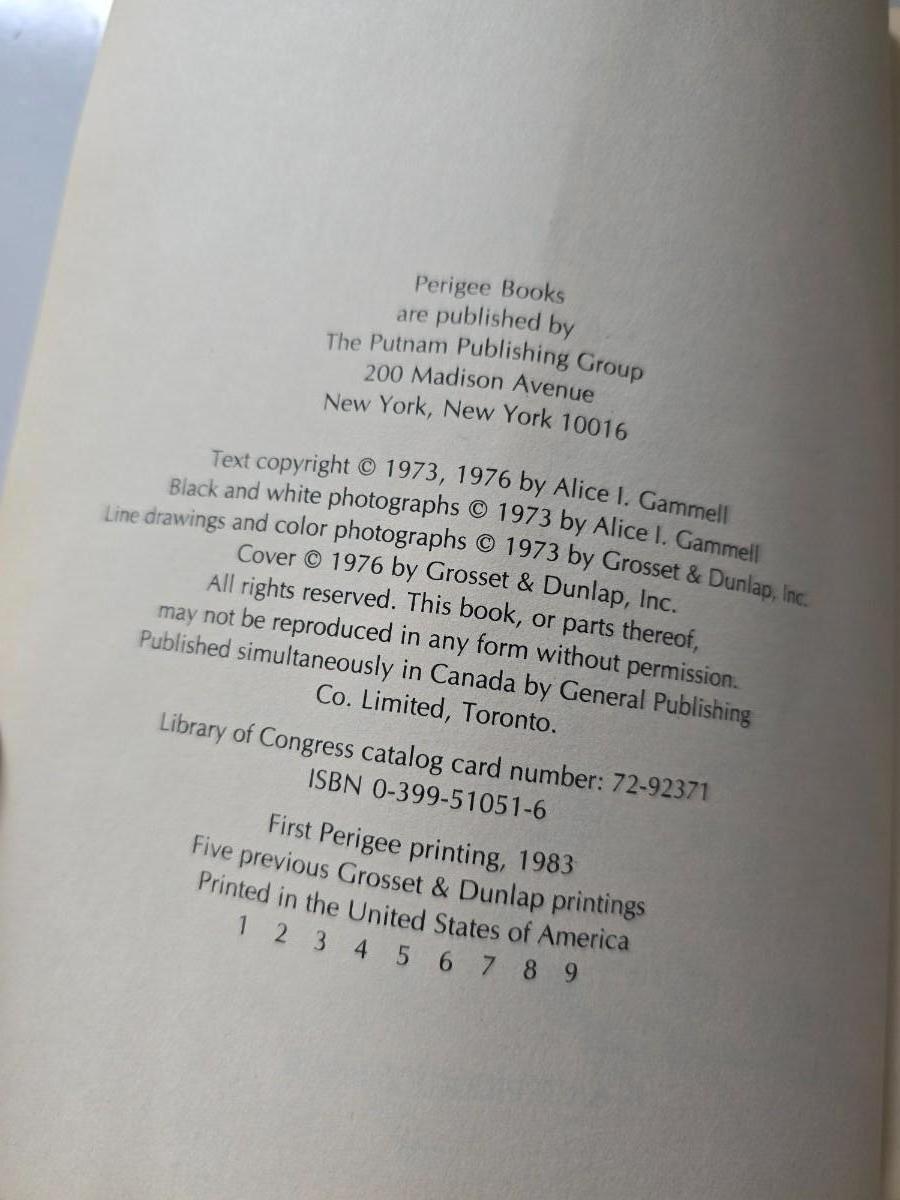 Perigee Books
are published by
The Putnam Publishing Group
200 Madison Avenue
New York, New York 10016
Text copyright © 1973, 1976 by Alice I. Gammell
Black and white photographs © 1973 by Alice I. Gammell
Line drawings and color photographs © 1973 by Grosset & Dunlap, Inc.
Cover © 1976 by Grosset & Dunlap, Inc.
All rights reserved. This book, or parts thereof,
may not be reproduced in any form without permission.
Published simultaneously in Canada by General Publishing
Co. Limited, Toronto.
Library of Congress catalog card number: 72-92371
ISBN 0-399-51051-6
First Perigee printing, 1983
Five previous Grosset & Dunlap printings
Printed in the United States of America
1 2 3 4 5 6 7 8 9